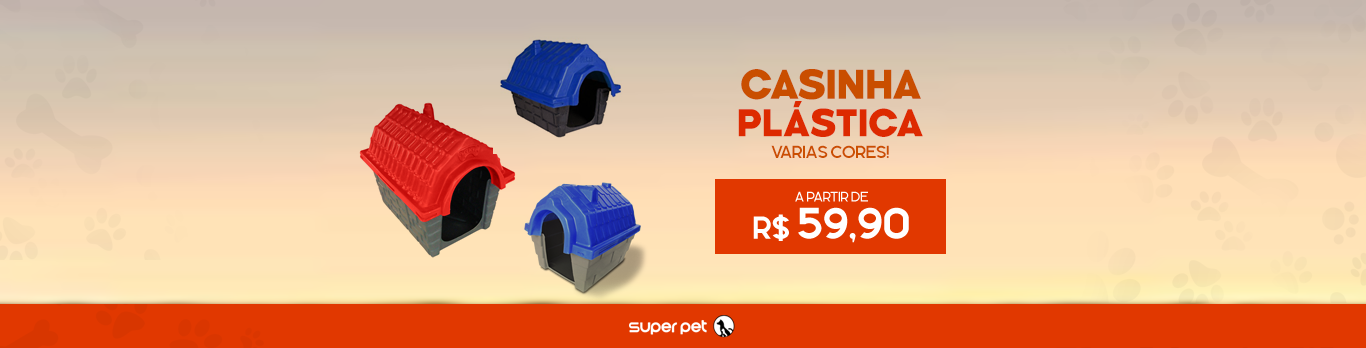 CASINHA
PLÁSTICA
VARIAS CORES!
A PARTIR DE
R$ 59,90
super pet